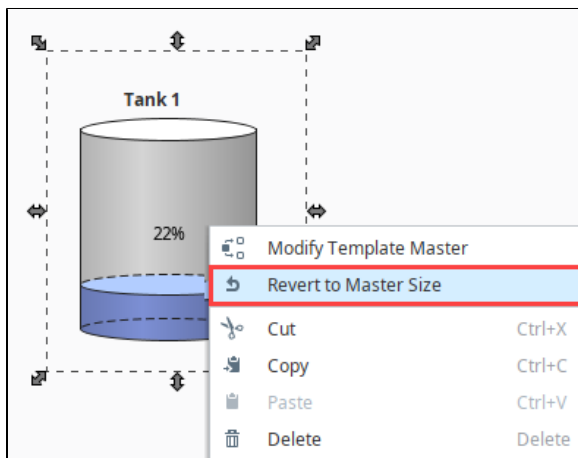 Tank 1
22%
Modify Template Master
Revert to Master Size
Cut Ctrl+X
Copy Ctrl+C
Paste Ctrl+V
Delete Delete